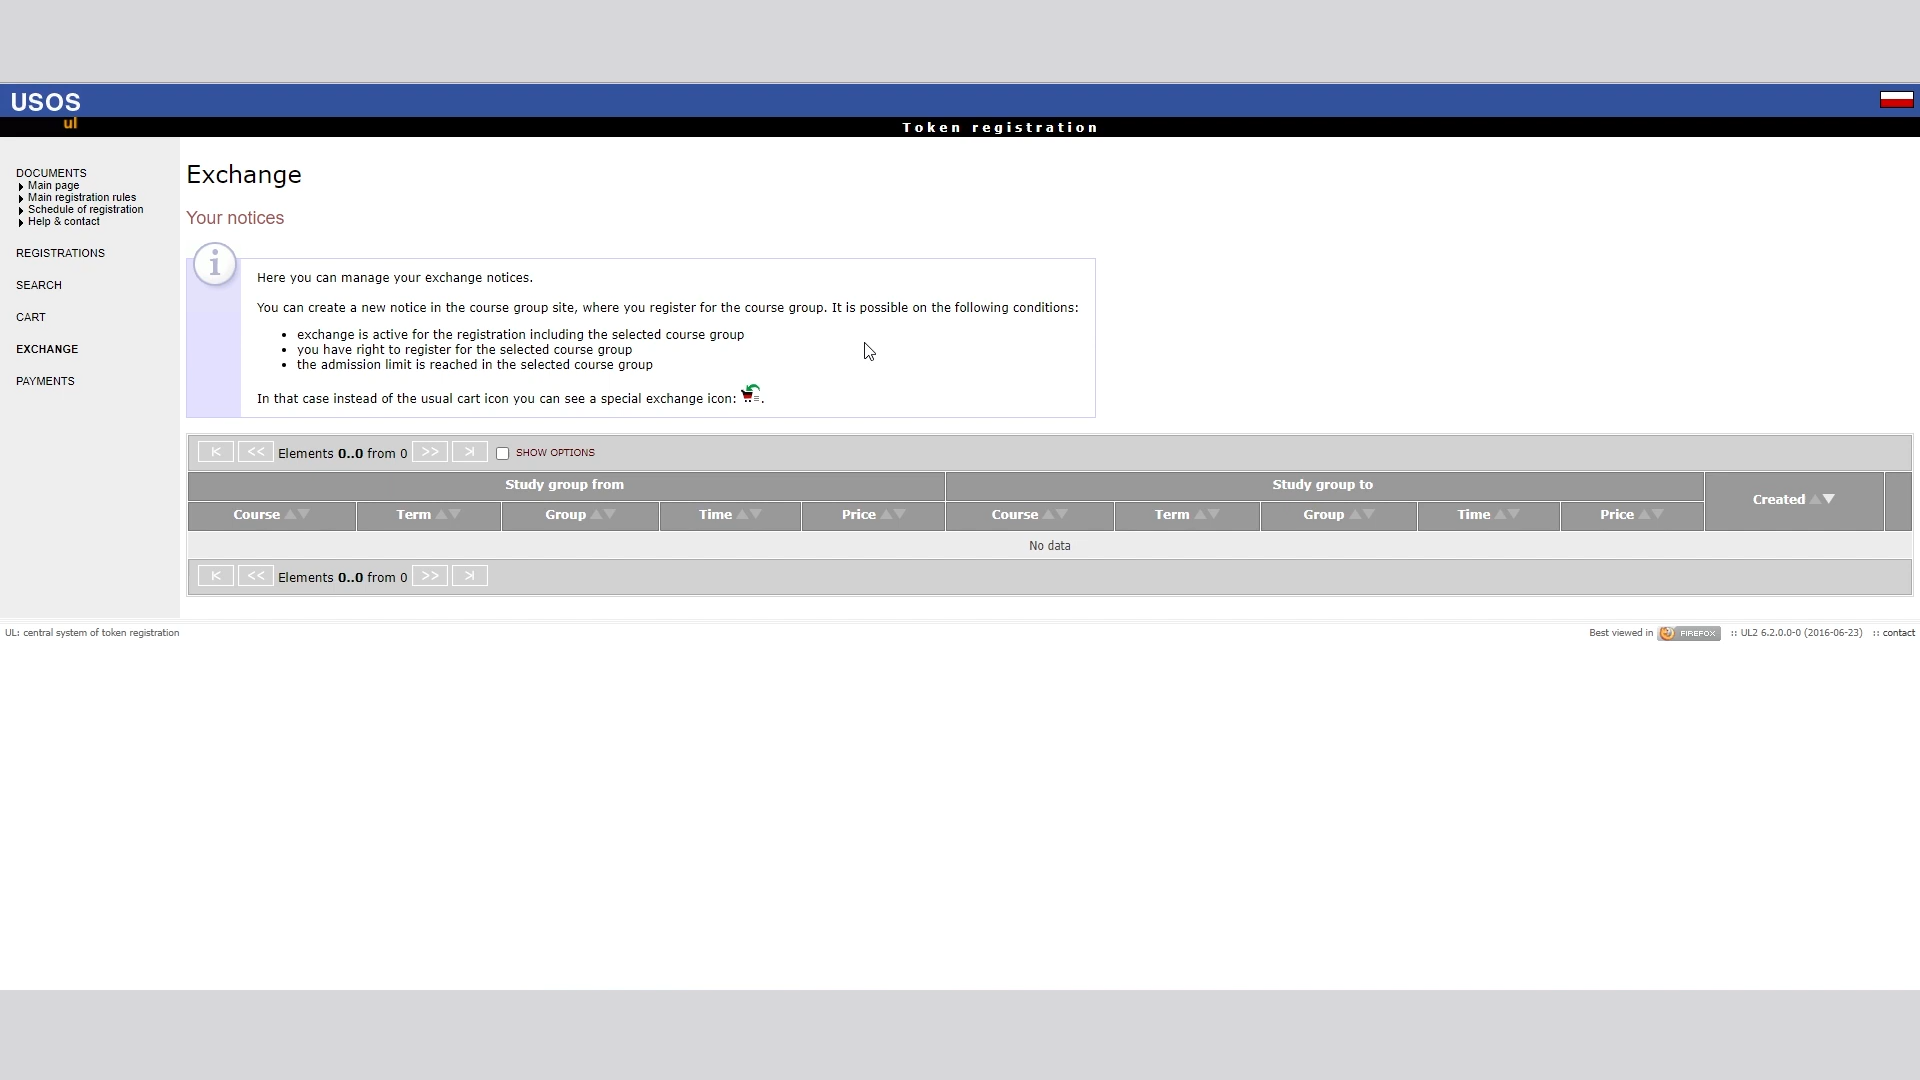 USOS
ul
Token registration
DOCUMENTS
Main page
Main registration rules
Schedule of registration
Help & contact
REGISTRATIONS
SEARCH
CART
EXCHANGE
PAYMENTS
Exchange
Your notices
i
Here you can manage your exchange notices.
You can create a new notice in the course group site, where you register for the course group. It is possible on the following conditions:
• exchange is active for the registration including the selected course group
• you have right to register for the selected course group
• the admission limit is reached in the selected course group
In that case instead of the usual cart icon you can see a special exchange icon: .
K << Elements 0..0 from 0 >> >| SHOW OPTIONS
Study group from Study group to Created
Course Term Group Time Price Course Term Group Time Price
No data
K << Elements 0..0 from 0 >> >|
UL: central system of token registration Best viewed in FIREFOX :: UL2 6.2.0.0-0 (2016-06-23) :: contact